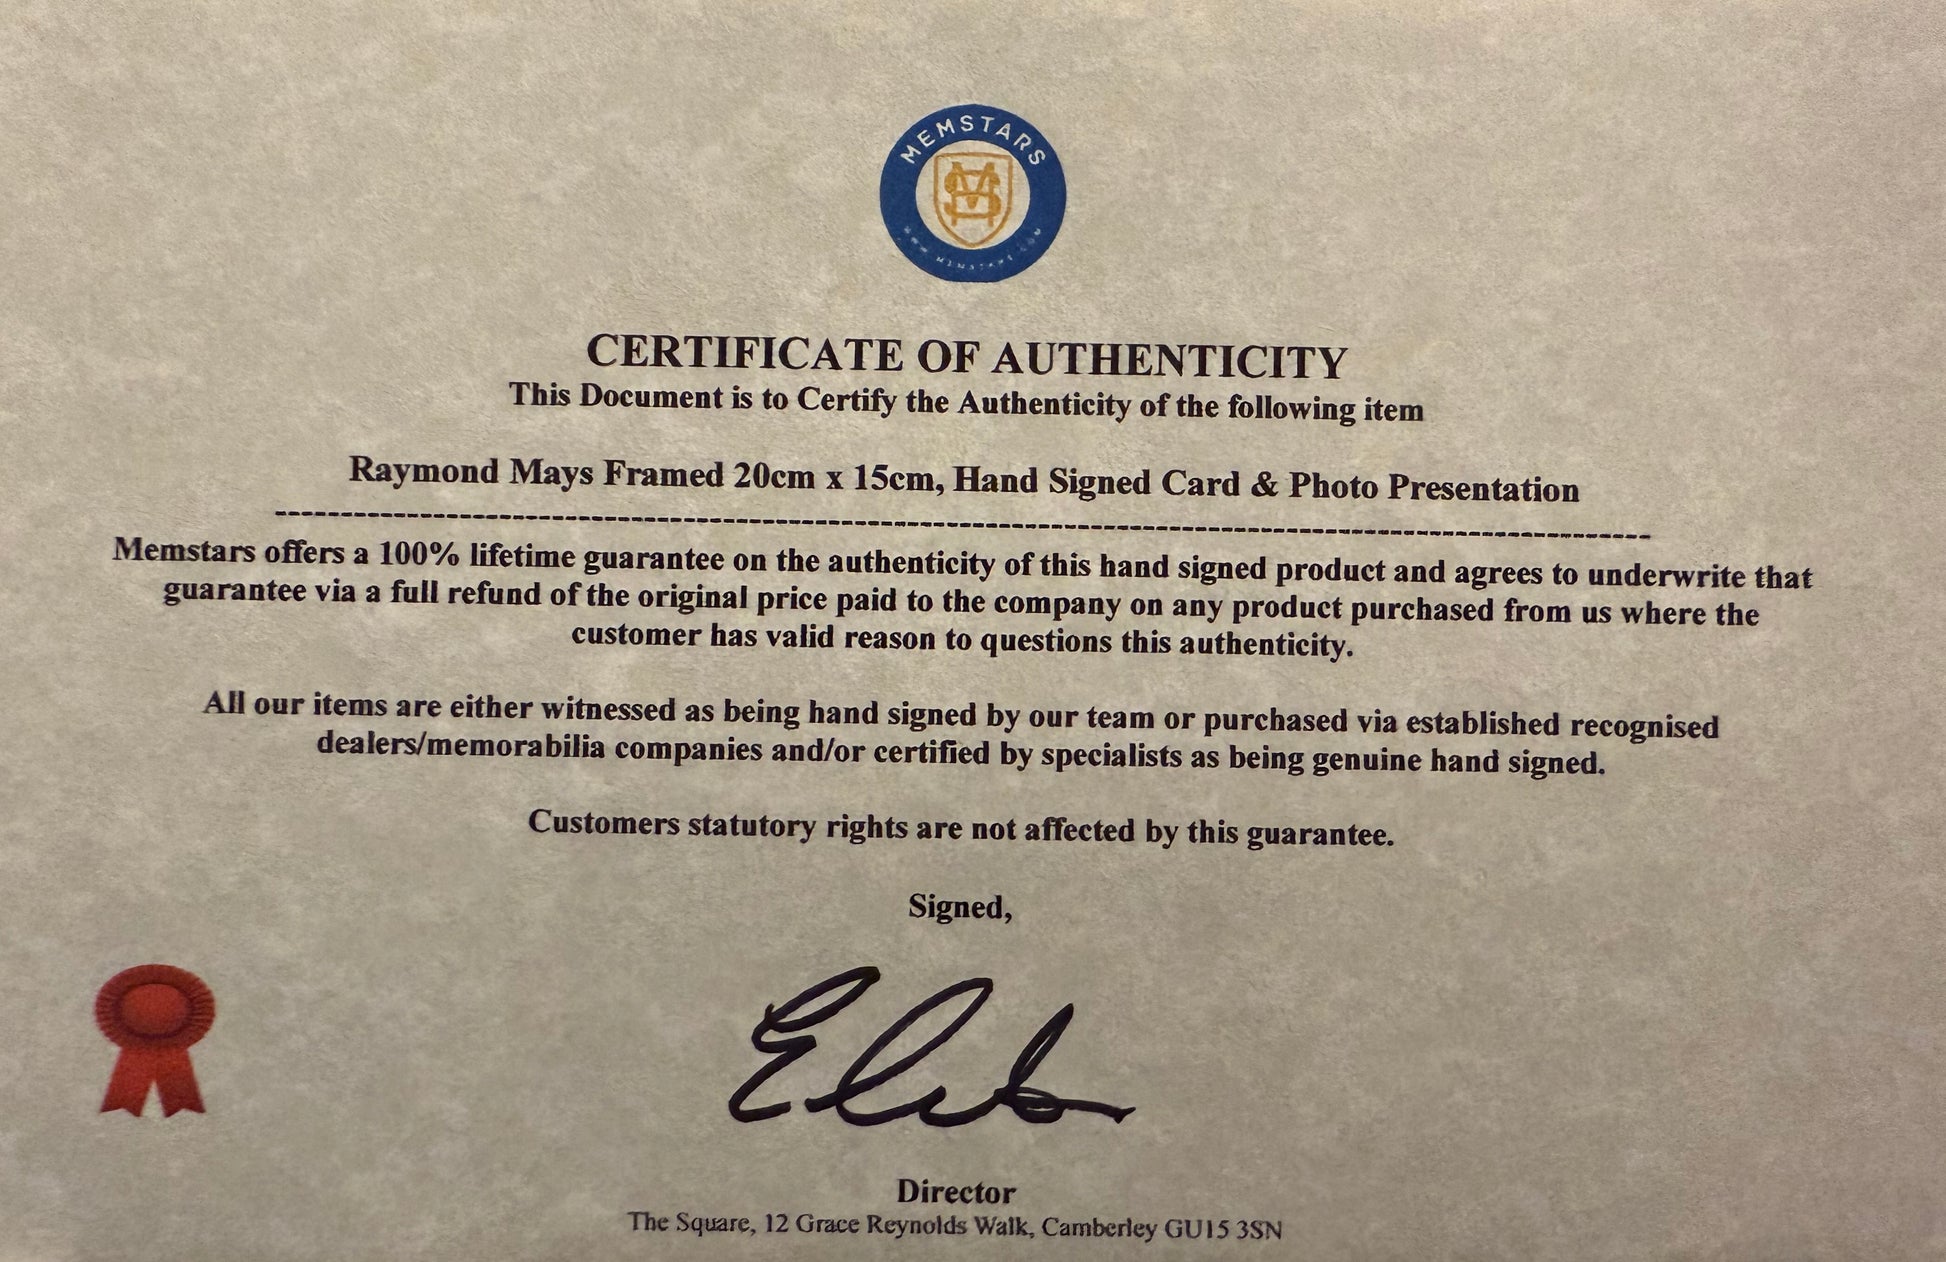 MEMSTARS
MS
CERTIFICATE OF AUTHENTICITY
This Document is to Certify the Authenticity of the following item
Raymond Mays Framed 20cm x 15cm, Hand Signed Card & Photo Presentation
Memstars offers a 100% lifetime guarantee on the authenticity of this hand signed product and agrees to underwrite that
guarantee via a full refund of the original price paid to the company on any product purchased from us where the
customer has valid reason to questions this authenticity.
All our items are either witnessed as being hand signed by our team or purchased via established recognised
dealers/memorabilia companies and/or certified by specialists as being genuine hand signed.
Customers statutory rights are not affected by this guarantee.
Signed,
Director
The Square, 12 Grace Reynolds Walk, Camberley GU15 3SN